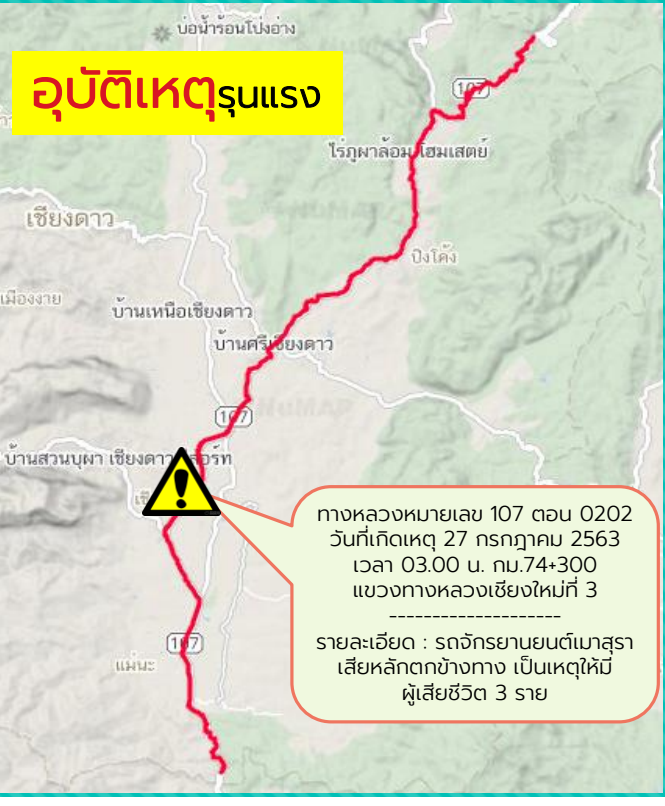 บ่อน้ำร้อนโป่งอ่าง
อุบัติเหตุรุนแรง
107
ไร่ภูผาล้อม โฮมเสตย์
เชียงดาว
ปิงโค้ง
เมืองงาย
บ้านเหนือเชียงดาว
บ้านศรีเชียงดาว
107
บ้านสวนบุผา เชียงดาว
ทางหลวงหมายเลข 107 ตอน 0202
วันที่เกิดเหตุ 27 กรกฎาคม 2563
เวลา 03.00 น. กม.74+300
แขวงทางหลวงเชียงใหม่ที่ 3
--------------------
รายละเอียด : รถจักรยานยนต์เมาสุรา
เสียหลักตกข้างทาง เป็นเหตุให้มี
ผู้เสียชีวิต 3 ราย
107
แม่นะ